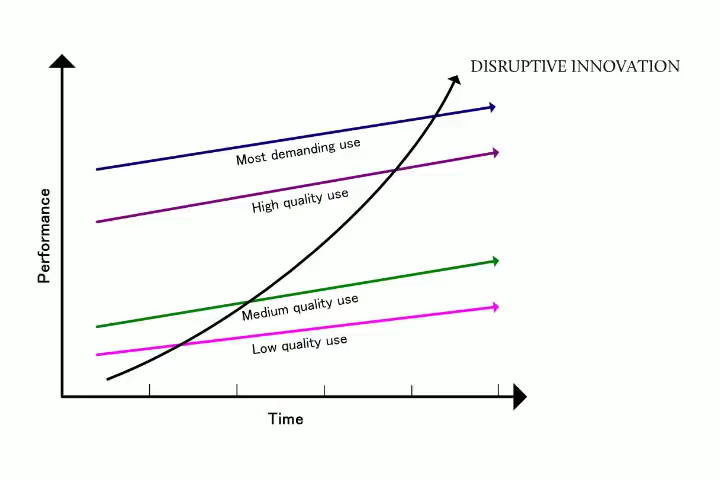 DISRUPTIVE INNOVATION
Most demanding use
High quality use
Performance
Medium quality use
Low quality use
Time